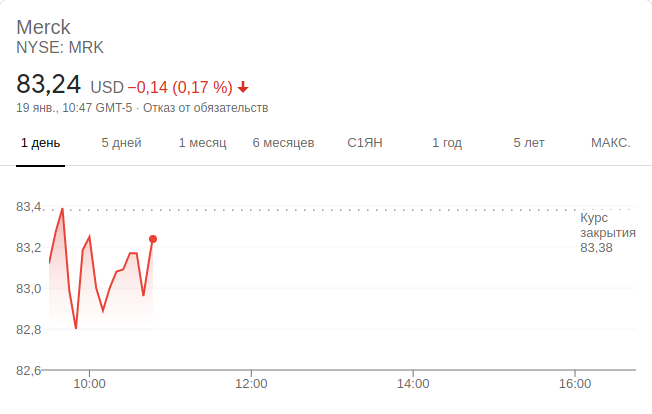 Merck
NYSE: MRK
83,24 USD −0,14 (0,17 %)
19 янв., 10:47 GMT-5 · Отказ от обязательств
1 день 5 дней 1 месяц 6 месяцев С1ЯН 1 год 5 лет МАКС.
83,4
Курс
закрытия
83,2
83,38
83,0
82,8
82,6
10:00 12:00 14:00 16:00